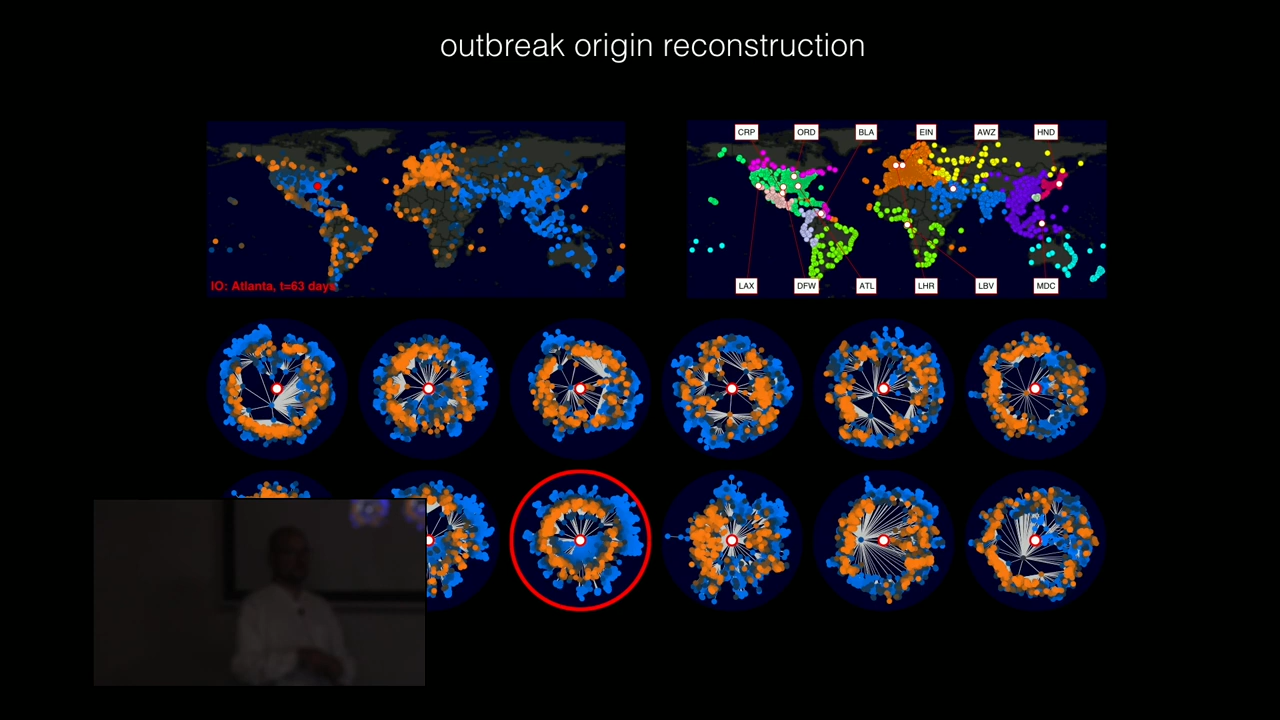 outbreak origin reconstruction
CRP ORD BLA EIN AWZ HND
IO: Atlanta, t=63 days
LAX DFW ATL LHR LBV MDC